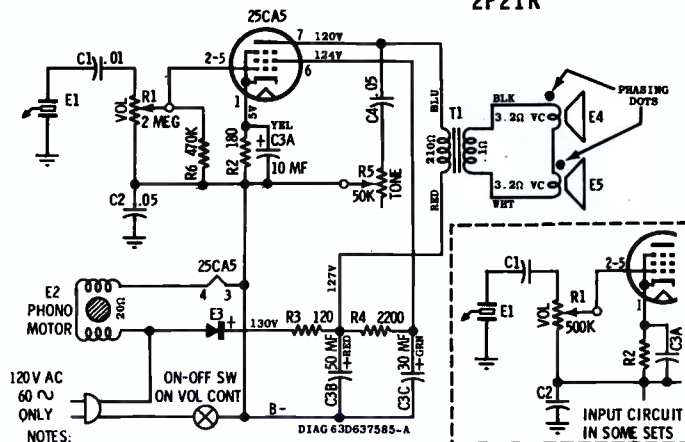 2P21R
25CA5
7
120V
124V
6
2-5
1
5V
C1
.01
E1
VOL
R1
2 MEG
R6
470K
R2
180
YEL
+
C3A
10 MF
C4
.05
R5
50K
TONE
C2
.05
BLU
RED
210Ω
T1
1Ω
BLK
WHT
3.2Ω VC
E4
3.2Ω VC
E5
PHASING
DOTS
E2
PHONO
MOTOR
20Ω
25CA5
4
3
E3
+
130V
R3
120
127V
R4
2200
C3B
50 MF
+RED
C3C
30 MF
+GRN
120V AC
60 ~
ONLY
ON-OFF SW
ON VOL CONT
B-
DIAG 63D637585-A
NOTES:
C1
E1
VOL
R1
500K
2-5
1
R2
C3A
C2
INPUT CIRCUIT
IN SOME SETS